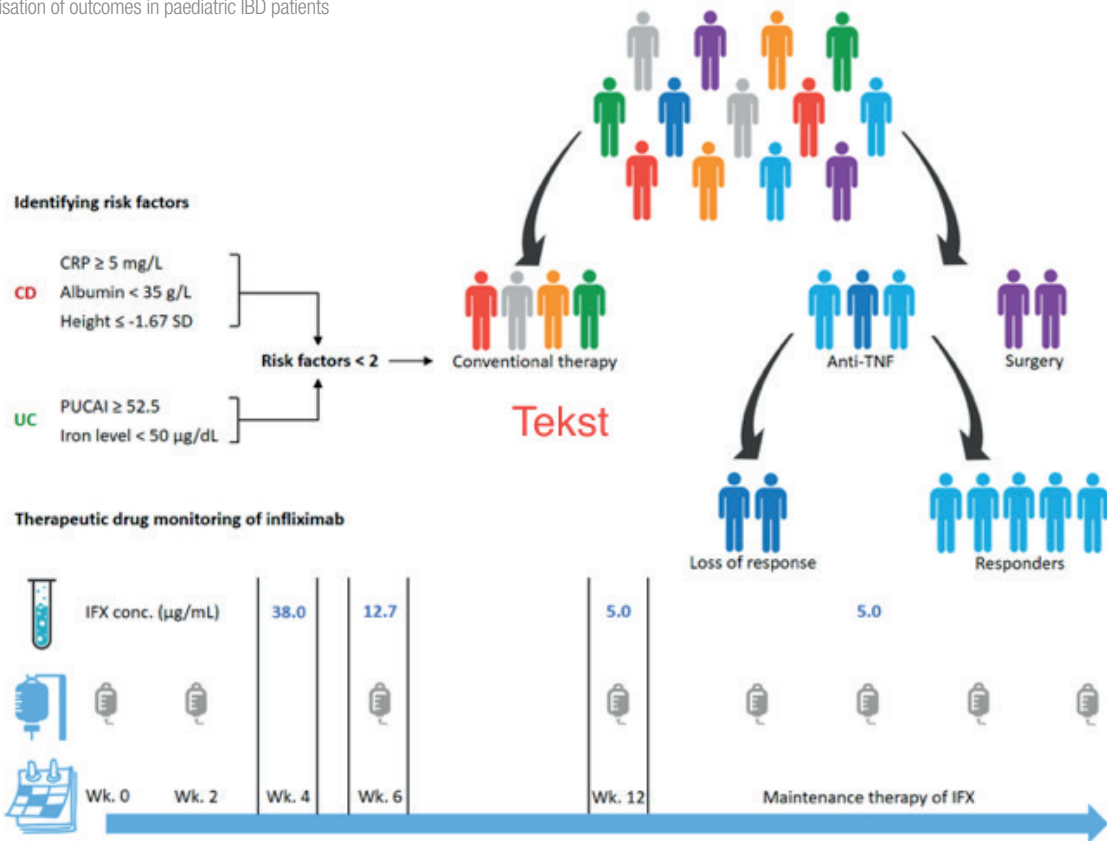 isation of outcomes in paediatric IBD patients
Identifying risk factors
CRP ≥ 5 mg/L
CD
Albumin < 35 g/L
Height ≤ -1.67 SD
Risk factors < 2
Conventional therapy
Anti-TNF
Surgery
PUCAI ≥ 52.5
UC
Iron level < 50 µg/dL
Tekst
Therapeutic drug monitoring of infliximab
Loss of response
Responders
IFX conc. (µg/mL)
38.0
12.7
5.0
5.0
Wk. 0
Wk. 2
Wk. 4
Wk. 6
Wk. 12
Maintenance therapy of IFX